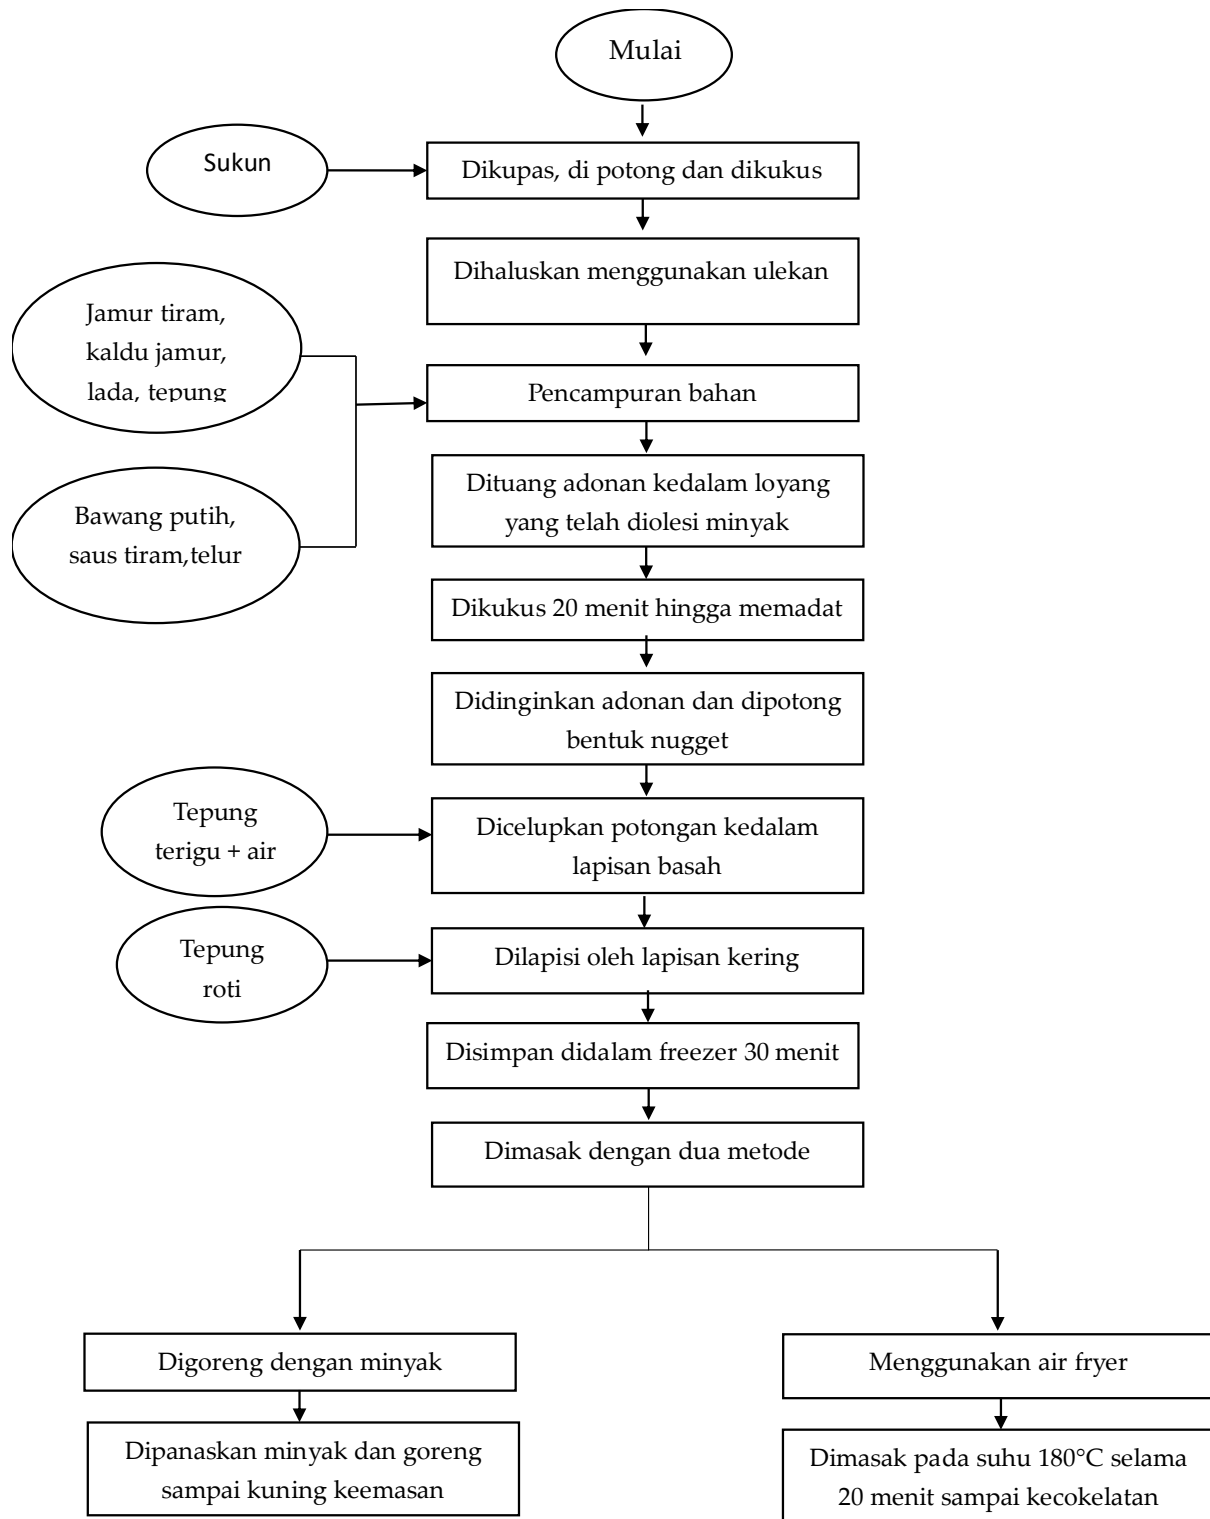 Mulai
Sukun
Dikupas, di potong dan dikukus
Dihaluskan menggunakan ulekan
Jamur tiram,
kaldu jamur,
lada, tepung
Pencampuran bahan
Bawang putih,
saus tiram,telur
Dituang adonan kedalam loyang
yang telah diolesi minyak
Dikukus 20 menit hingga memadat
Didinginkan adonan dan dipotong
bentuk nugget
Tepung
terigu + air
Dicelupkan potongan kedalam
lapisan basah
Tepung
roti
Dilapisi oleh lapisan kering
Disimpan didalam freezer 30 menit
Dimasak dengan dua metode
Digoreng dengan minyak
Dipanaskan minyak dan goreng
sampai kuning keemasan
Menggunakan air fryer
Dimasak pada suhu 180°C selama
20 menit sampai kecokelatan